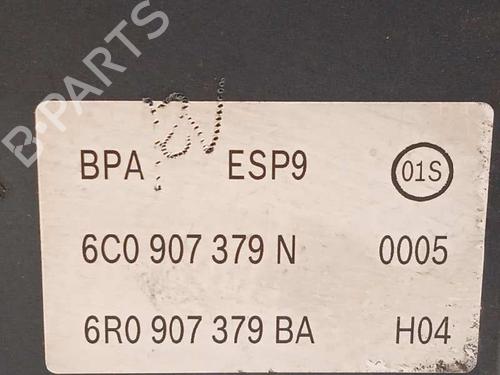 BPA ESP9 01S
6C0 907 379 N 0005
6R0 907 379 BA H04
B-PARTS